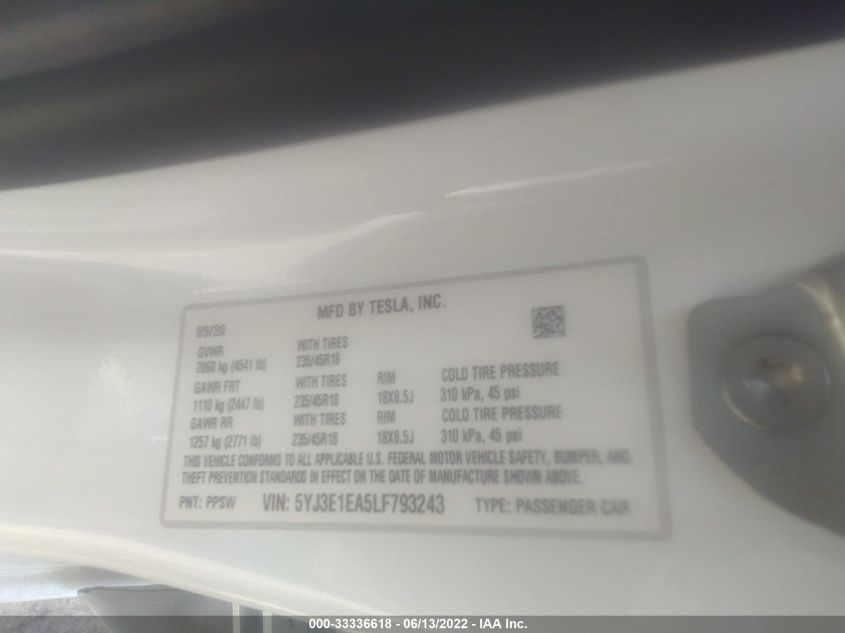 MFD BY TESLA, INC.
09/20
GVWR WITH TIRES
2060 kg (4541 lb) 235/45R18
GAWR FRT WITH TIRES RIM COLD TIRE PRESSURE
1110 kg (2447 lb) 235/45R18 18X8.5J 310 kPa, 45 psi
GAWR RR WITH TIRES RIM COLD TIRE PRESSURE
1257 kg (2771 lb) 235/45R18 18X8.5J 310 kPa, 45 psi
THIS VEHICLE CONFORMS TO ALL APPLICABLE U.S. FEDERAL MOTOR VEHICLE SAFETY, BUMPER, AND
THEFT PREVENTION STANDARDS IN EFFECT ON THE DATE OF MANUFACTURE SHOWN ABOVE.
PNT: PPSW VIN: 5YJ3E1EA5LF793243 TYPE: PASSENGER CAR
000-33336618 - 06/13/2022 - IAA Inc.